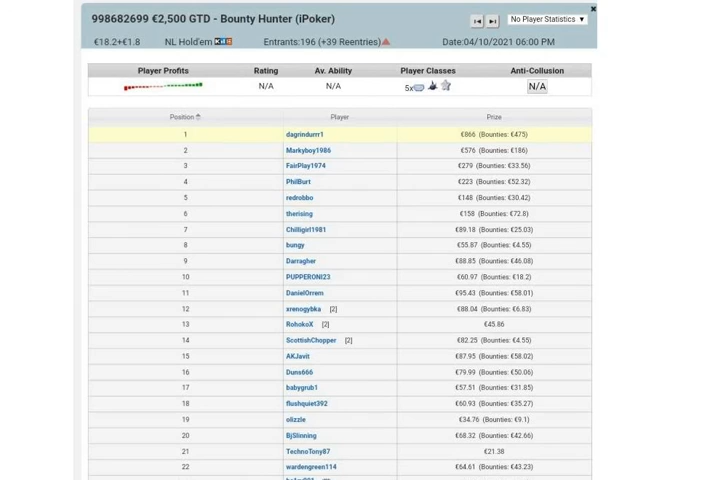 998682699 €2,500 GTD - Bounty Hunter (iPoker)
No Player Statistics
€18.2+€1.8 NL Hold'em Entrants:196 (+39 Reentries) Date:04/10/2021 06:00 PM
Player Profits Rating Av. Ability Player Classes Anti-Collusion
N/A N/A 5x N/A
Position Player Prize
1 dagrindurrr1 €866 (Bounties: €475)
2 Markyboy1986 €576 (Bounties: €186)
3 FairPlay1974 €279 (Bounties: €33.56)
4 PhilBurt €223 (Bounties: €52.32)
5 redrobbo €148 (Bounties: €30.42)
6 therising €158 (Bounties: €72.8)
7 Chilligirl1981 €89.18 (Bounties: €25.03)
8 bungy €55.87 (Bounties: €4.55)
9 Darragher €88.85 (Bounties: €46.08)
10 PUPPERONI23 €60.97 (Bounties: €18.2)
11 DanielOrrem €95.43 (Bounties: €58.01)
12 xrenogybka [2] €88.04 (Bounties: €6.83)
13 RohokoX [2] €45.86
14 ScottishChopper [2] €82.25 (Bounties: €4.55)
15 AKJavit €87.95 (Bounties: €58.02)
16 Duns666 €79.99 (Bounties: €50.06)
17 babygrub1 €57.51 (Bounties: €31.85)
18 flushquiet392 €60.93 (Bounties: €35.27)
19 olizzle €34.76 (Bounties: €9.1)
20 BjSlinning €68.32 (Bounties: €42.66)
21 TechnoTony87 €21.38
22 wardengreen114 €64.61 (Bounties: €43.23)